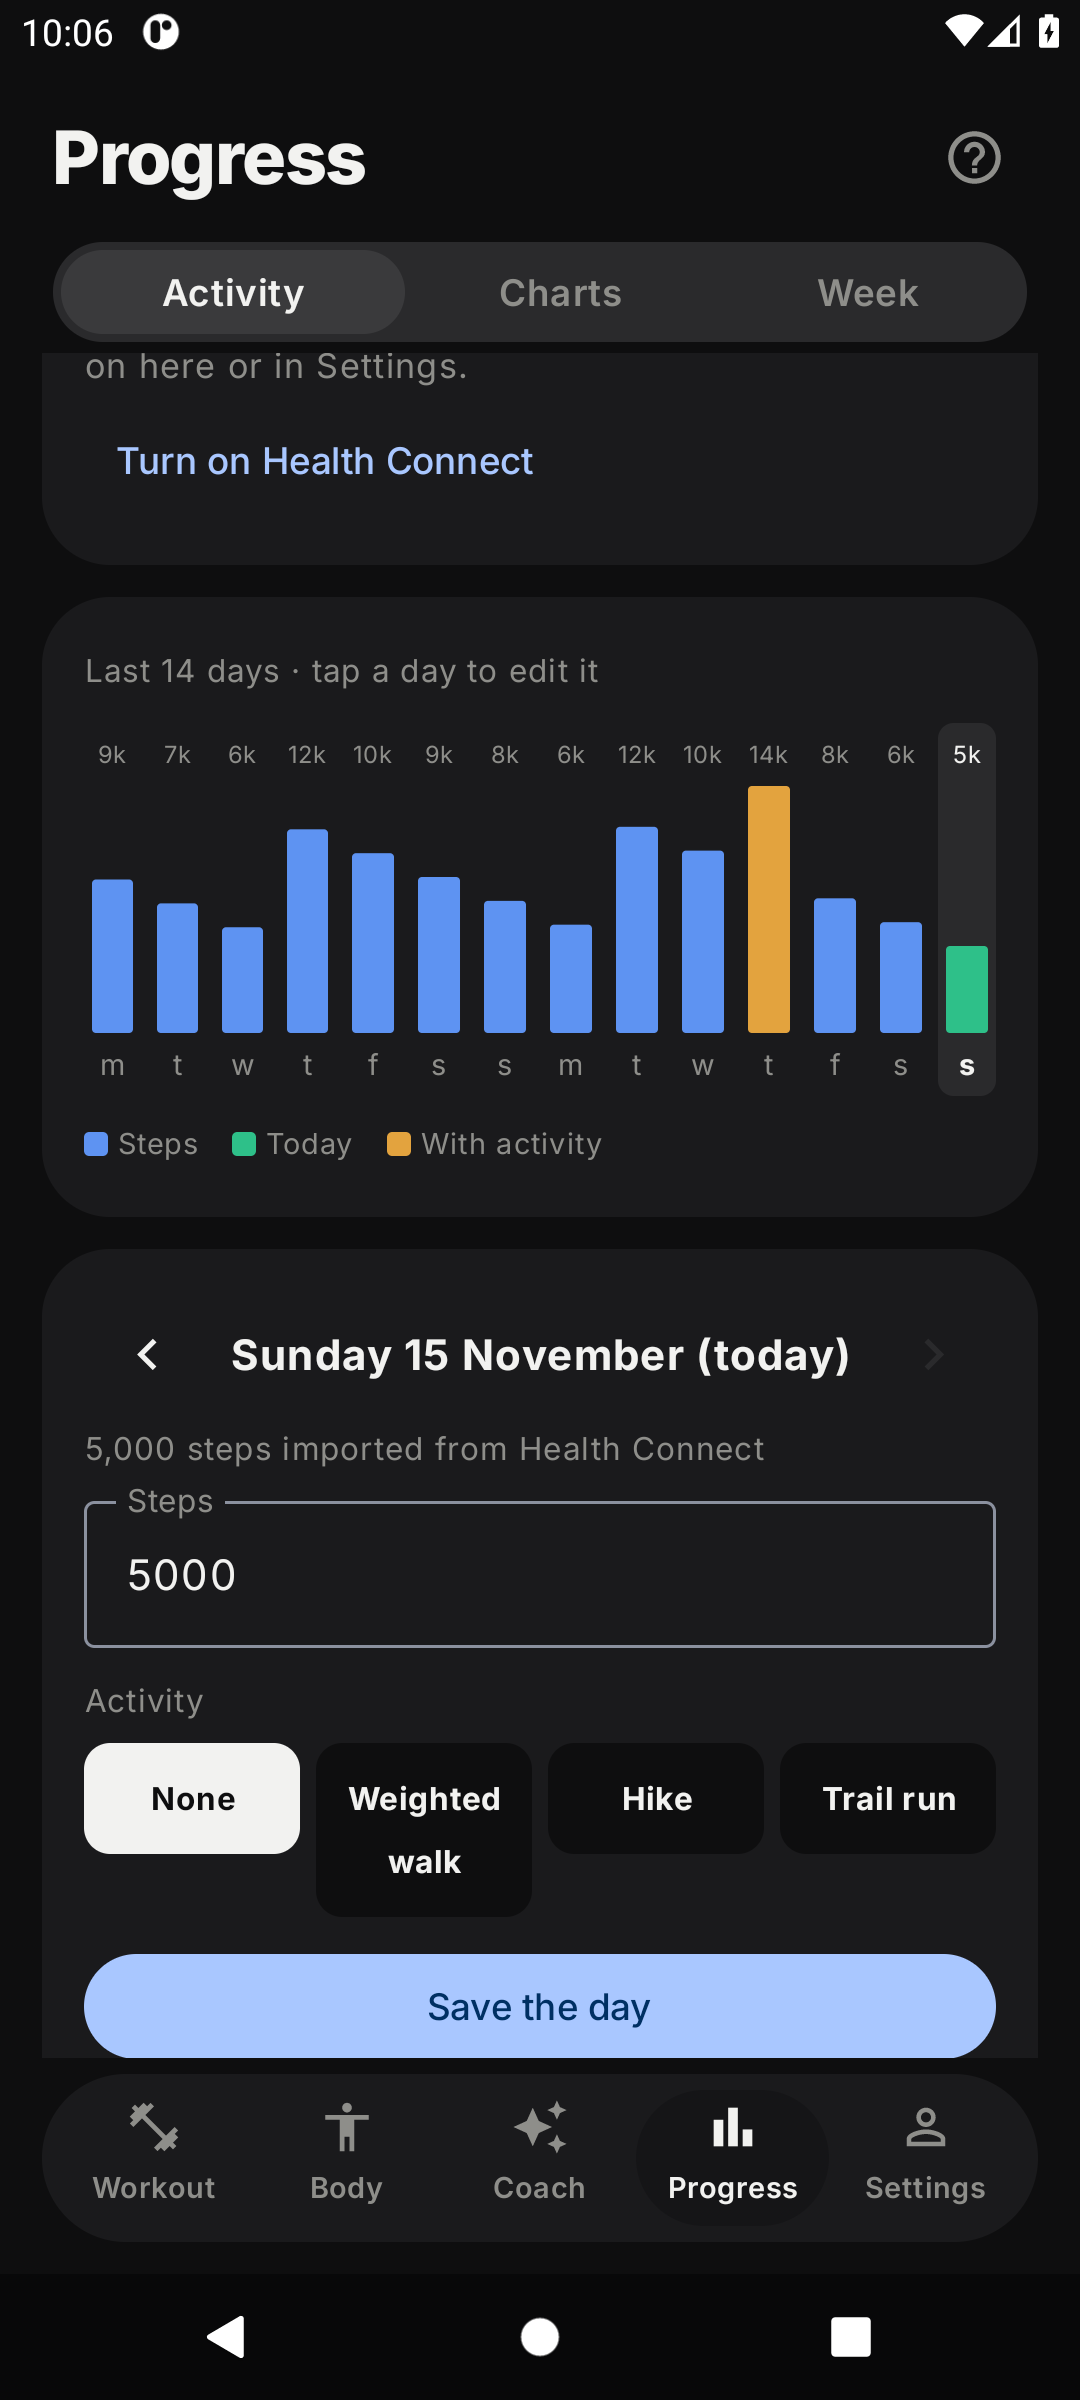 10:06
Progress
Activity Charts Week
on here or in Settings.
Turn on Health Connect
Last 14 days · tap a day to edit it
9k 7k 6k 12k 10k 9k 8k 6k 12k 10k 14k 8k 6k 5k
m t w t f s s m t w t f s s
Steps Today With activity
Sunday 15 November (today)
5,000 steps imported from Health Connect
Steps
5000
Activity
None Weighted walk Hike Trail run
Save the day
Workout Body Coach Progress Settings